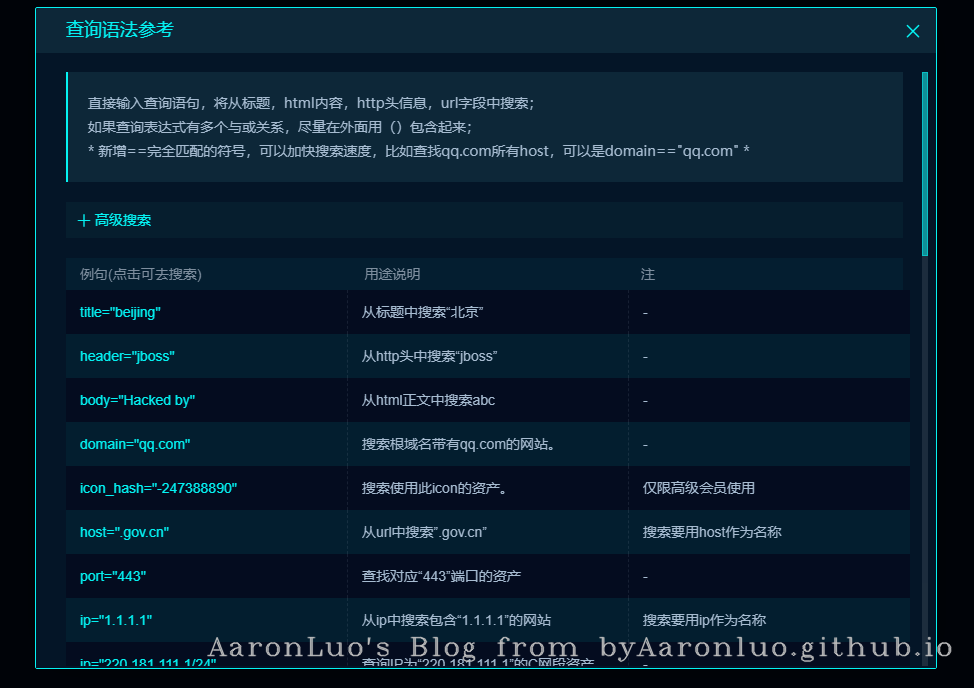 查询语法参考
直接输入查询语句，将从标题，html内容，http头信息，url字段中搜索；
如果查询表达式有多个与或关系，尽量在外面用（）包含起来；
* 新增==完全匹配的符号，可以加快搜索速度，比如查找qq.com所有host，可以是domain=="qq.com" *
高级搜索
例句(点击可去搜索) 用途说明 注
title="beijing" 从标题中搜索“北京” -
header="jboss" 从http头中搜索“jboss” -
body="Hacked by" 从html正文中搜索abc -
domain="qq.com" 搜索根域名带有qq.com的网站。 -
icon_hash="-247388890" 搜索使用此icon的资产。 仅限高级会员使用
host=".gov.cn" 从url中搜索”.gov.cn” 搜索要用host作为名称
port="443" 查找对应“443”端口的资产 -
ip="1.1.1.1" 从ip中搜索包含“1.1.1.1”的网站 搜索要用ip作为名称
AaronLuo's Blog from byAaronluo.github.io
ip="220.181.111.1/24" 查询IP为“220.181.111.1”的C网段资产 -